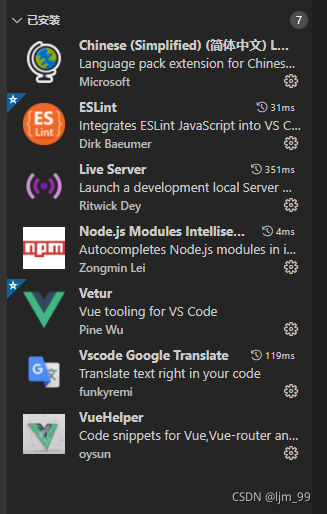 已安装 7
Chinese (Simplified) (简体中文) L...
Language pack extension for Chines...
Microsoft
ESLint 31ms
ES
Lint
Integrates ESLint JavaScript into VS C...
Dirk Baeumer
Live Server 351ms
Launch a development local Server ...
Ritwick Dey
Node.js Modules Intellise... 4ms
npm
Autocompletes Node.js modules in i...
Zongmin Lei
Vetur
Vue tooling for VS Code
Pine Wu
Vscode Google Translate 119ms
G
Translate text right in your code
funkyremi
VueHelper
Code snippets for Vue,Vue-router an...
oysun
CSDN @ljm_99